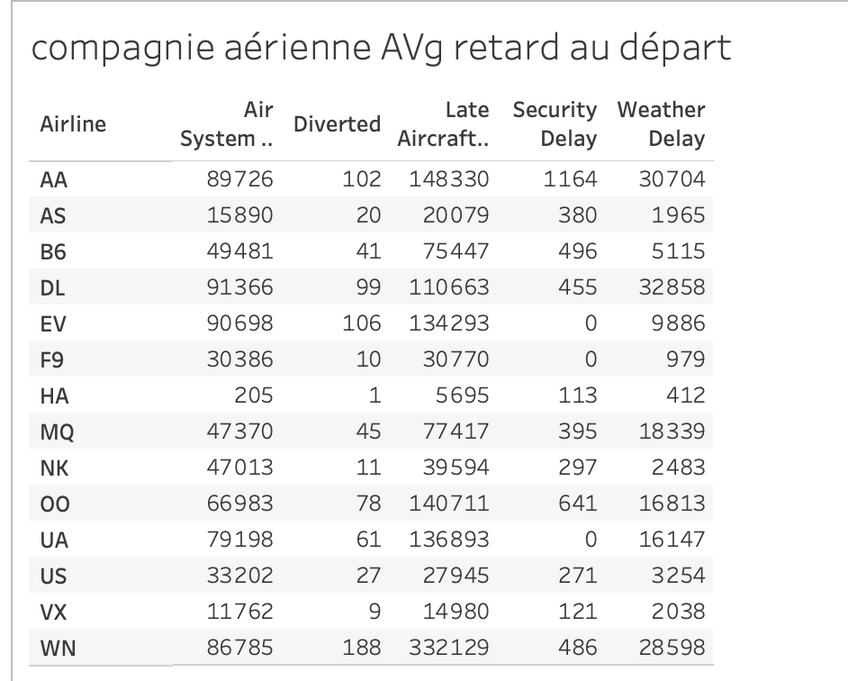 compagnie aérienne AVg retard au départ
Airline Air System .. Diverted Late Aircraft.. Security Delay Weather Delay
AA 89726 102 148330 1164 30704
AS 15890 20 20079 380 1965
B6 49481 41 75447 496 5115
DL 91366 99 110663 455 32858
EV 90698 106 134293 0 9886
F9 30386 10 30770 0 979
HA 205 1 5695 113 412
MQ 47370 45 77417 395 18339
NK 47013 11 39594 297 2483
OO 66983 78 140711 641 16813
UA 79198 61 136893 0 16147
US 33202 27 27945 271 3254
VX 11762 9 14980 121 2038
WN 86785 188 332129 486 28598